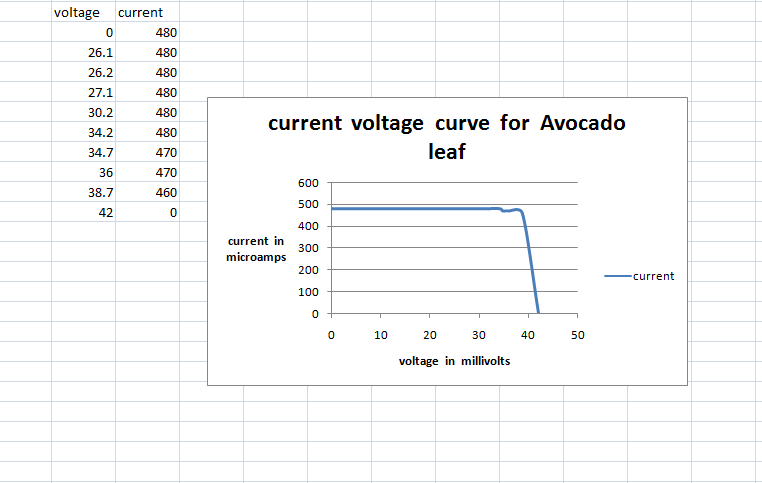 voltage current
0 480
26.1 480
26.2 480
27.1 480
30.2 480
34.2 480
34.7 470
36 470
38.7 460
42 0
current voltage curve for Avocado
leaf
600
500
400
300
200
100
0
current in
microamps
0 10 20 30 40 50
voltage in millivolts
current